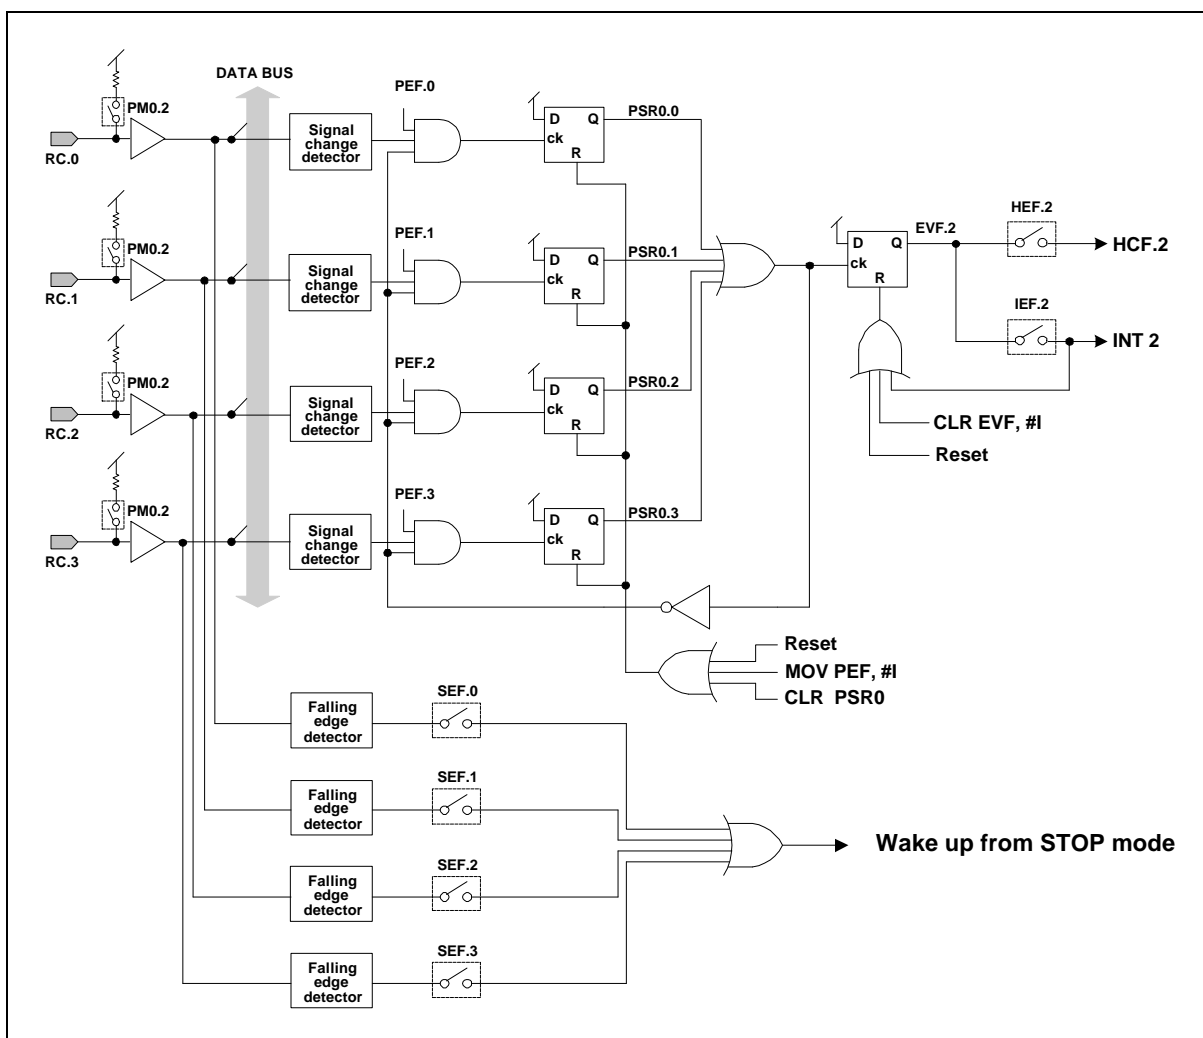 DATA BUS
PEF.0
PM0.2
RC.0
Signal
change
detector
D Q
ck
R
PSR0.0
PEF.1
PM0.2
RC.1
Signal
change
detector
D Q
ck
R
PSR0.1
D Q
ck
R
EVF.2
HEF.2
HCF.2
IEF.2
INT 2
CLR EVF, #I
Reset
PEF.2
PM0.2
RC.2
Signal
change
detector
D Q
ck
R
PSR0.2
PEF.3
PM0.2
RC.3
Signal
change
detector
D Q
ck
R
PSR0.3
Reset
MOV PEF, #I
CLR PSR0
Falling
edge
detector
SEF.0
Falling
edge
detector
SEF.1
Falling
edge
detector
SEF.2
Falling
edge
detector
SEF.3
Wake up from STOP mode